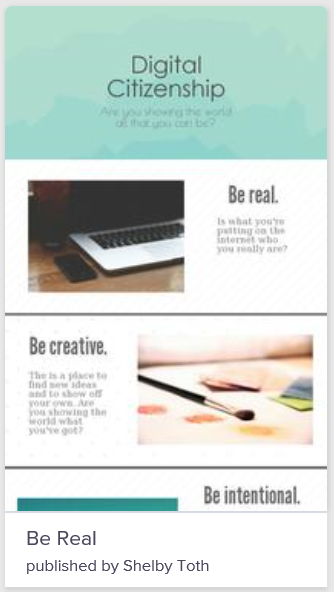 Digital
Citizenship
Are you showing the world
all that you can be?
Be real.
Is what you're
putting on the
internet who
you really are?
Be creative.
The is a place to
find new ideas
and to show off
your own. Are
you showing the
world what
you've got?
Be intentional.
Be Real
published by Shelby Toth